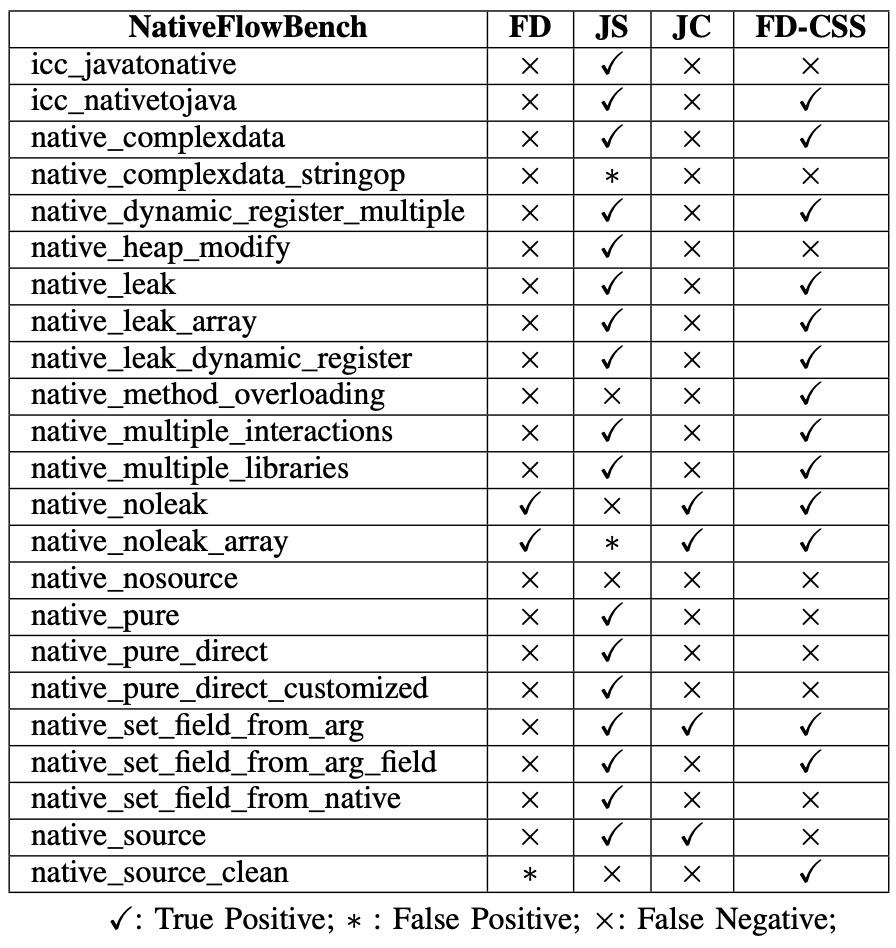 NativeFlowBench FD JS JC FD-CSS
icc_javatonative × ✓ × ×
icc_nativetojava × ✓ × ✓
native_complexdata × ✓ × ✓
native_complexdata_stringop × * × ×
native_dynamic_register_multiple × ✓ × ✓
native_heap_modify × ✓ × ×
native_leak × ✓ × ✓
native_leak_array × ✓ × ✓
native_leak_dynamic_register × ✓ × ✓
native_method_overloading × × × ✓
native_multiple_interactions × ✓ × ✓
native_multiple_libraries × ✓ × ✓
native_noleak ✓ × ✓ ✓
native_noleak_array ✓ * ✓ ✓
native_nosource × × × ×
native_pure × ✓ × ×
native_pure_direct × ✓ × ×
native_pure_direct_customized × ✓ × ×
native_set_field_from_arg × ✓ ✓ ✓
native_set_field_from_arg_field × ✓ × ✓
native_set_field_from_native × ✓ × ×
native_source × ✓ ✓ ×
native_source_clean * × × ✓
✓: True Positive; * : False Positive; ×: False Negative;